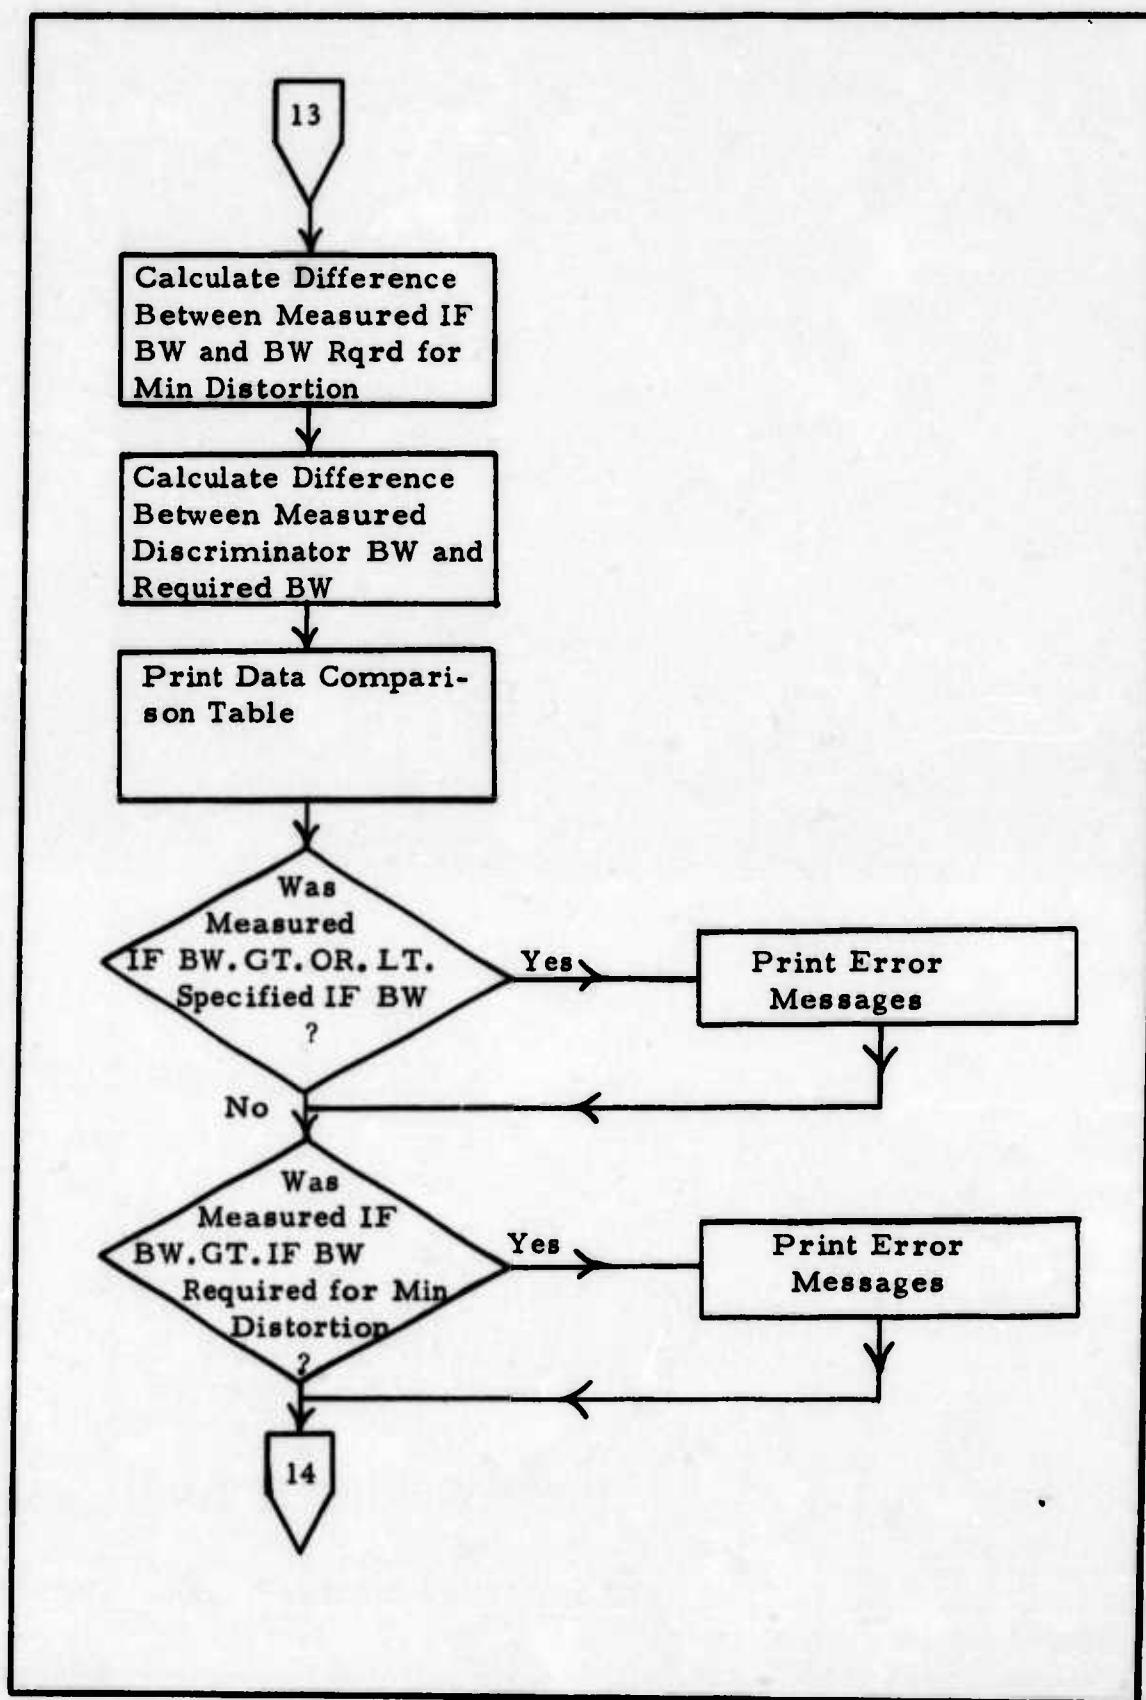 13
Calculate Difference
Between Measured IF
BW and BW Rqrd for
Min Distortion
Calculate Difference
Between Measured
Discriminator BW and
Required BW
Print Data Compari-
son Table
Was
Measured
IF BW.GT.OR.LT.
Specified IF BW
?
Yes
Print Error
Messages
No
Was
Measured IF
BW.GT.IF BW
Required for Min
Distortion
?
Yes
Print Error
Messages
14